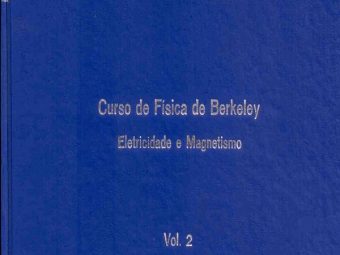 Curso de Física de Berkeley
Eletricidade e Magnetismo
Vol. 2